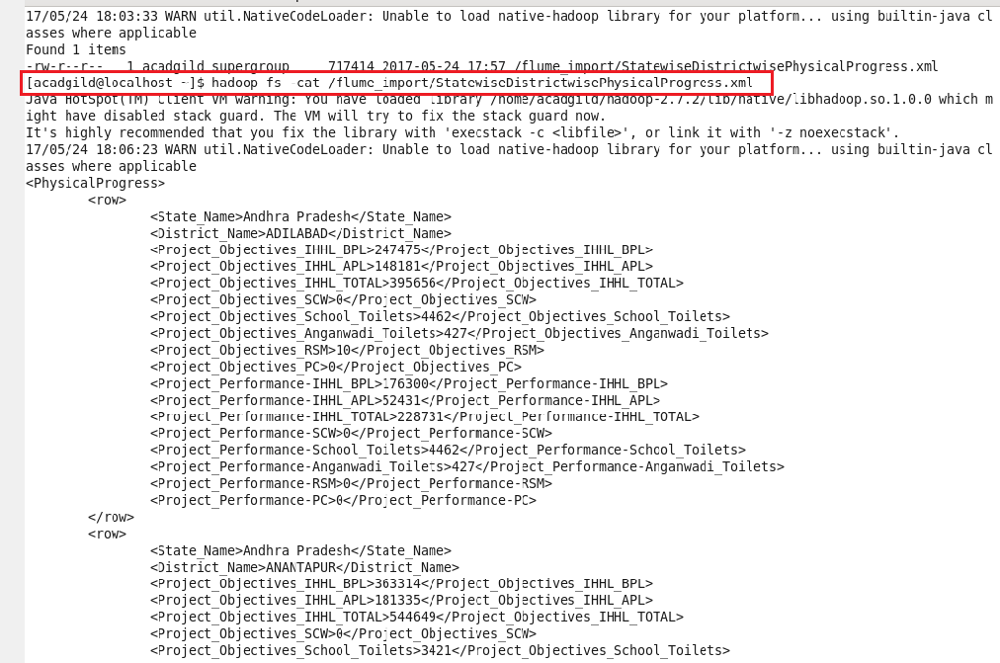 17/05/24 18:03:33 WARN util.NativeCodeLoader: Unable to load native-hadoop library for your platform... using builtin-java cl
asses where applicable
Found 1 items
-rw-r--r--   1 acadgild supergroup     717414 2017-05-24 17:57 /flume_import/StatewiseDistrictwisePhysicalProgress.xml
[acadgild@localhost ~]$ hadoop fs -cat /flume_import/StatewiseDistrictwisePhysicalProgress.xml
Java HotSpot(TM) Client VM warning: You have loaded library /home/acadgild/hadoop-2.7.2/lib/native/libhadoop.so.1.0.0 which m
ight have disabled stack guard. The VM will try to fix the stack guard now.
It's highly recommended that you fix the library with 'execstack -c <libfile>', or link it with '-z noexecstack'.
17/05/24 18:06:23 WARN util.NativeCodeLoader: Unable to load native-hadoop library for your platform... using builtin-java cl
asses where applicable
<PhysicalProgress>
        <row>
                <State_Name>Andhra Pradesh</State_Name>
                <District_Name>ADILABAD</District_Name>
                <Project_Objectives_IHHL_BPL>247475</Project_Objectives_IHHL_BPL>
                <Project_Objectives_IHHL_APL>148181</Project_Objectives_IHHL_APL>
                <Project_Objectives_IHHL_TOTAL>395656</Project_Objectives_IHHL_TOTAL>
                <Project_Objectives_SCW>0</Project_Objectives_SCW>
                <Project_Objectives_School_Toilets>4462</Project_Objectives_School_Toilets>
                <Project_Objectives_Anganwadi_Toilets>427</Project_Objectives_Anganwadi_Toilets>
                <Project_Objectives_RSM>10</Project_Objectives_RSM>
                <Project_Objectives_PC>0</Project_Objectives_PC>
                <Project_Performance-IHHL_BPL>176300</Project_Performance-IHHL_BPL>
                <Project_Performance-IHHL_APL>52431</Project_Performance-IHHL_APL>
                <Project_Performance-IHHL_TOTAL>228731</Project_Performance-IHHL_TOTAL>
                <Project_Performance-SCW>0</Project_Performance-SCW>
                <Project_Performance-School_Toilets>4462</Project_Performance-School_Toilets>
                <Project_Performance-Anganwadi_Toilets>427</Project_Performance-Anganwadi_Toilets>
                <Project_Performance-RSM>0</Project_Performance-RSM>
                <Project_Performance-PC>0</Project_Performance-PC>
        </row>
        <row>
                <State_Name>Andhra Pradesh</State_Name>
                <District_Name>ANANTAPUR</District_Name>
                <Project_Objectives_IHHL_BPL>363314</Project_Objectives_IHHL_BPL>
                <Project_Objectives_IHHL_APL>181335</Project_Objectives_IHHL_APL>
                <Project_Objectives_IHHL_TOTAL>544649</Project_Objectives_IHHL_TOTAL>
                <Project_Objectives_SCW>0</Project_Objectives_SCW>
                <Project_Objectives_School_Toilets>3421</Project_Objectives_School_Toilets>